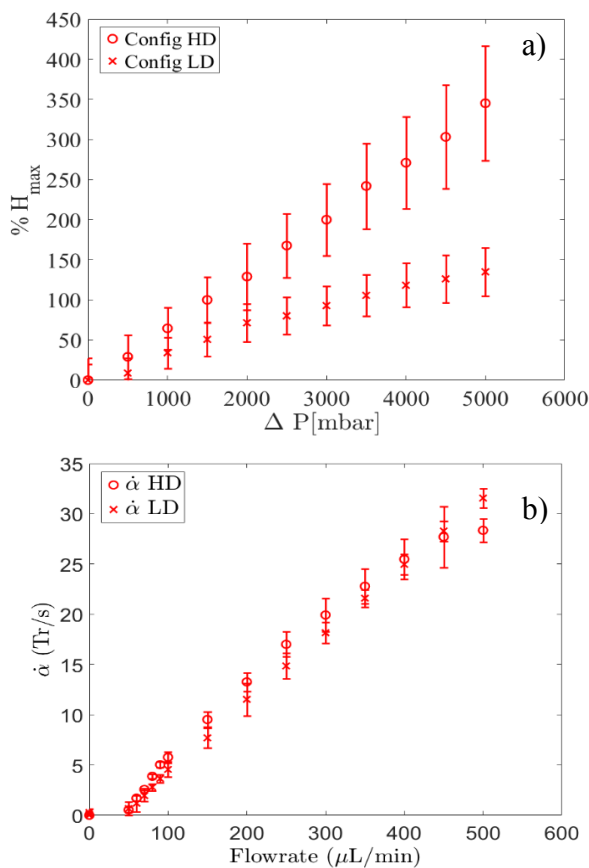 a)
Config HD
Config LD
450
400
350
300
250
200
150
100
50
0
% H_max
0 1000 2000 3000 4000 5000 6000
Δ P[mbar]
b)
α̇ HD
α̇ LD
35
30
25
20
15
10
5
0
α̇ (Tr/s)
0 100 200 300 400 500 600
Flowrate (μL/min)